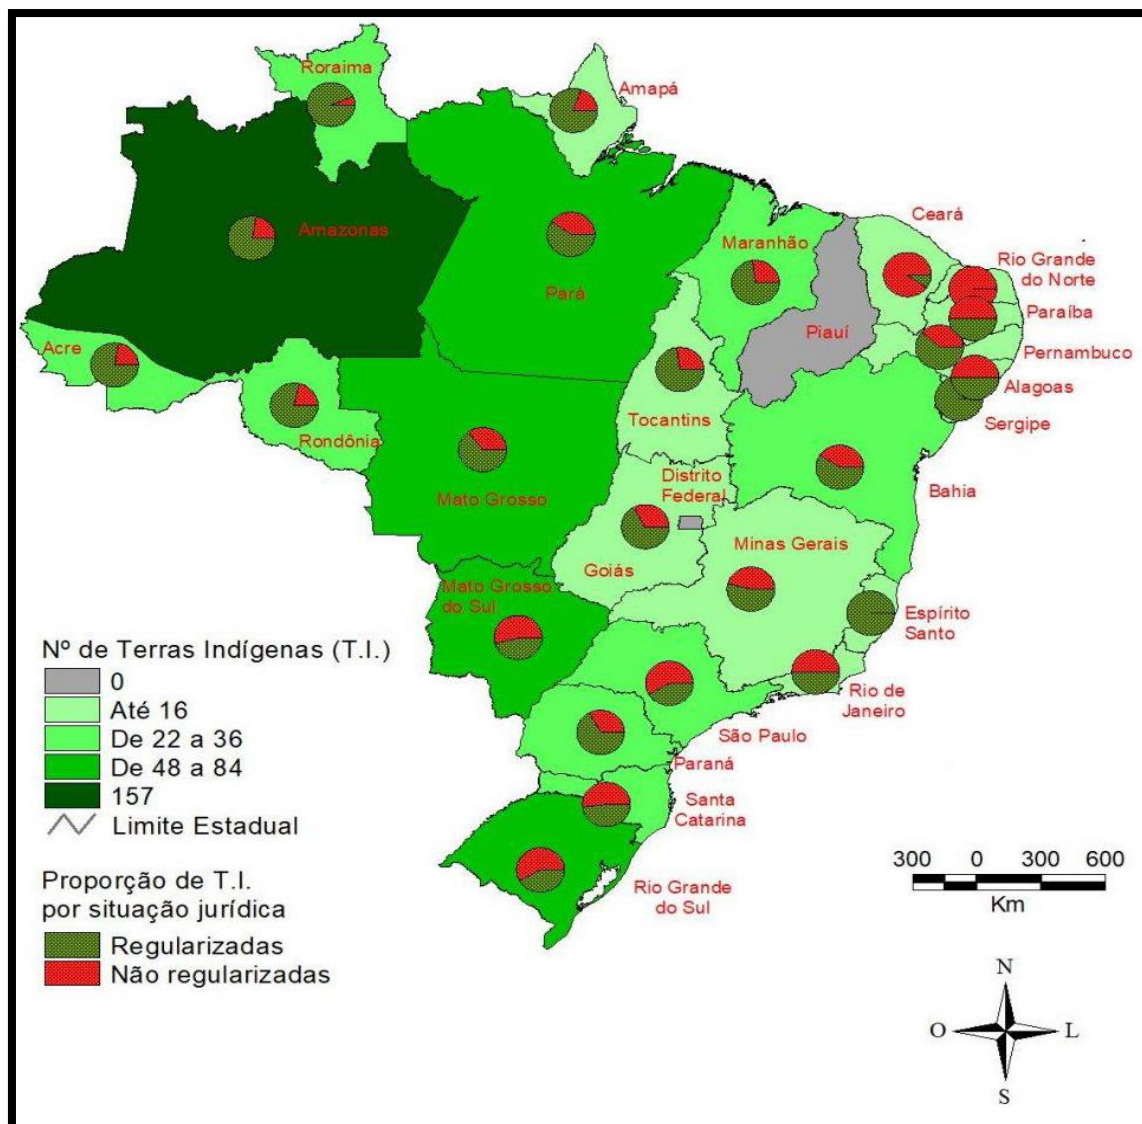 Roraima
Amapá
Amazonas
Pará
Maranhão
Ceará
Rio Grande
do Norte
Piauí
Paraíba
Acre
Pernambuco
Alagoas
Tocantins
Sergipe
Rondônia
Mato Grosso
Distrito
Federal
Bahia
Minas Gerais
Goiás
Mato Grosso
do Sul
Espírito
Santo
Rio de
Janeiro
São Paulo
Paraná
Santa
Catarina
Rio Grande
do Sul
Nº de Terras Indígenas (T.I.)
0
Até 16
De 22 a 36
De 48 a 84
157
Limite Estadual
Proporção de T.I.
por situação jurídica
Regularizadas
Não regularizadas
300 0 300 600
Km
N
O L
S